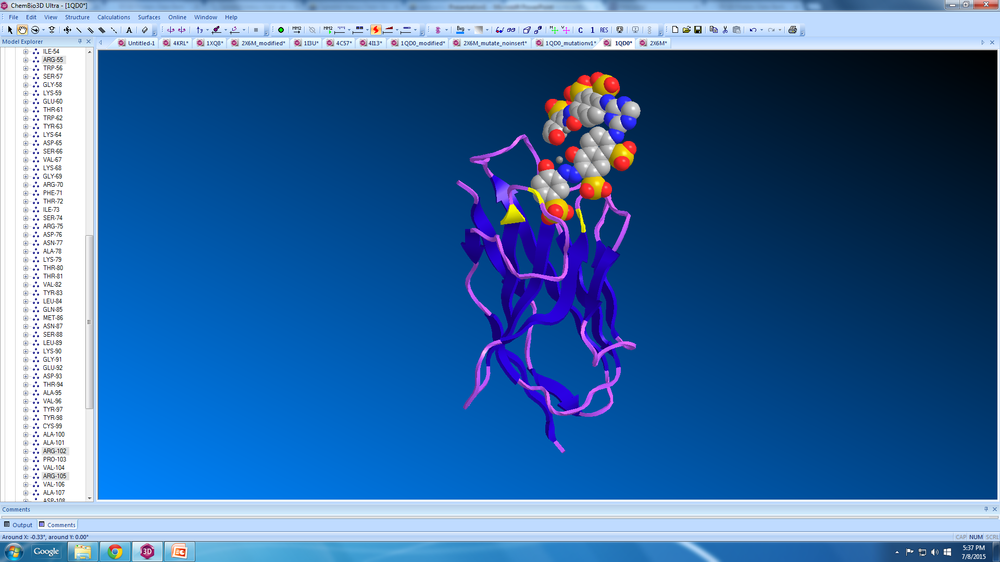 ChemBio3D Ultra - [1QD0*]
File Edit View Structure Calculations Surfaces Online Window Help
MM2 MM2 Bkg C 1 RES
Model Explorer
Untitled-1 4KRL* 1XQ8* 2X6M_modified* 1I3U* 4C57* 4I13* 1QD0_modified* 2X6M_mutate_noinsert* 1QD0_mutationv1* 1QD0* 2X6M*
ILE-54
ARG-55
TRP-56
SER-57
GLY-58
LYS-59
GLU-60
THR-61
TRP-62
TYR-63
LYS-64
ASP-65
SER-66
VAL-67
LYS-68
GLY-69
ARG-70
PHE-71
THR-72
ILE-73
SER-74
ARG-75
ASP-76
ASN-77
ALA-78
LYS-79
THR-80
THR-81
VAL-82
TYR-83
LEU-84
GLN-85
MET-86
ASN-87
SER-88
LEU-89
LYS-90
GLY-91
GLU-92
ASP-93
THR-94
ALA-95
VAL-96
TYR-97
TYR-98
CYS-99
ALA-100
ALA-101
ARG-102
PRO-103
VAL-104
ARG-105
VAL-106
ALA-107
ASP-108
Comments
Output Comments
Around X: -0.33°, around Y: 0.00°
CAP NUM SCRL
Google 3D
5:37 PM
7/8/2015